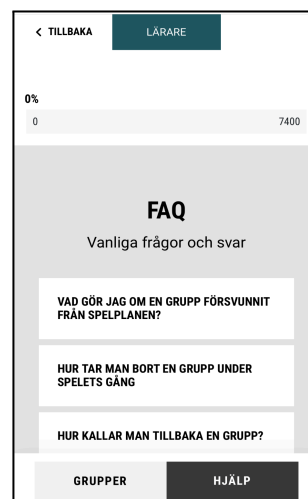 < TILLBAKA LÄRARE
0%
0 7400
FAQ
Vanliga frågor och svar
VAD GÖR JAG OM EN GRUPP FÖRSVUNNIT
FRÅN SPELPLANEN?
HUR TAR MAN BORT EN GRUPP UNDER
SPELETS GÅNG
HUR KALLAR MAN TILLBAKA EN GRUPP?
GRUPPER HJÄLP